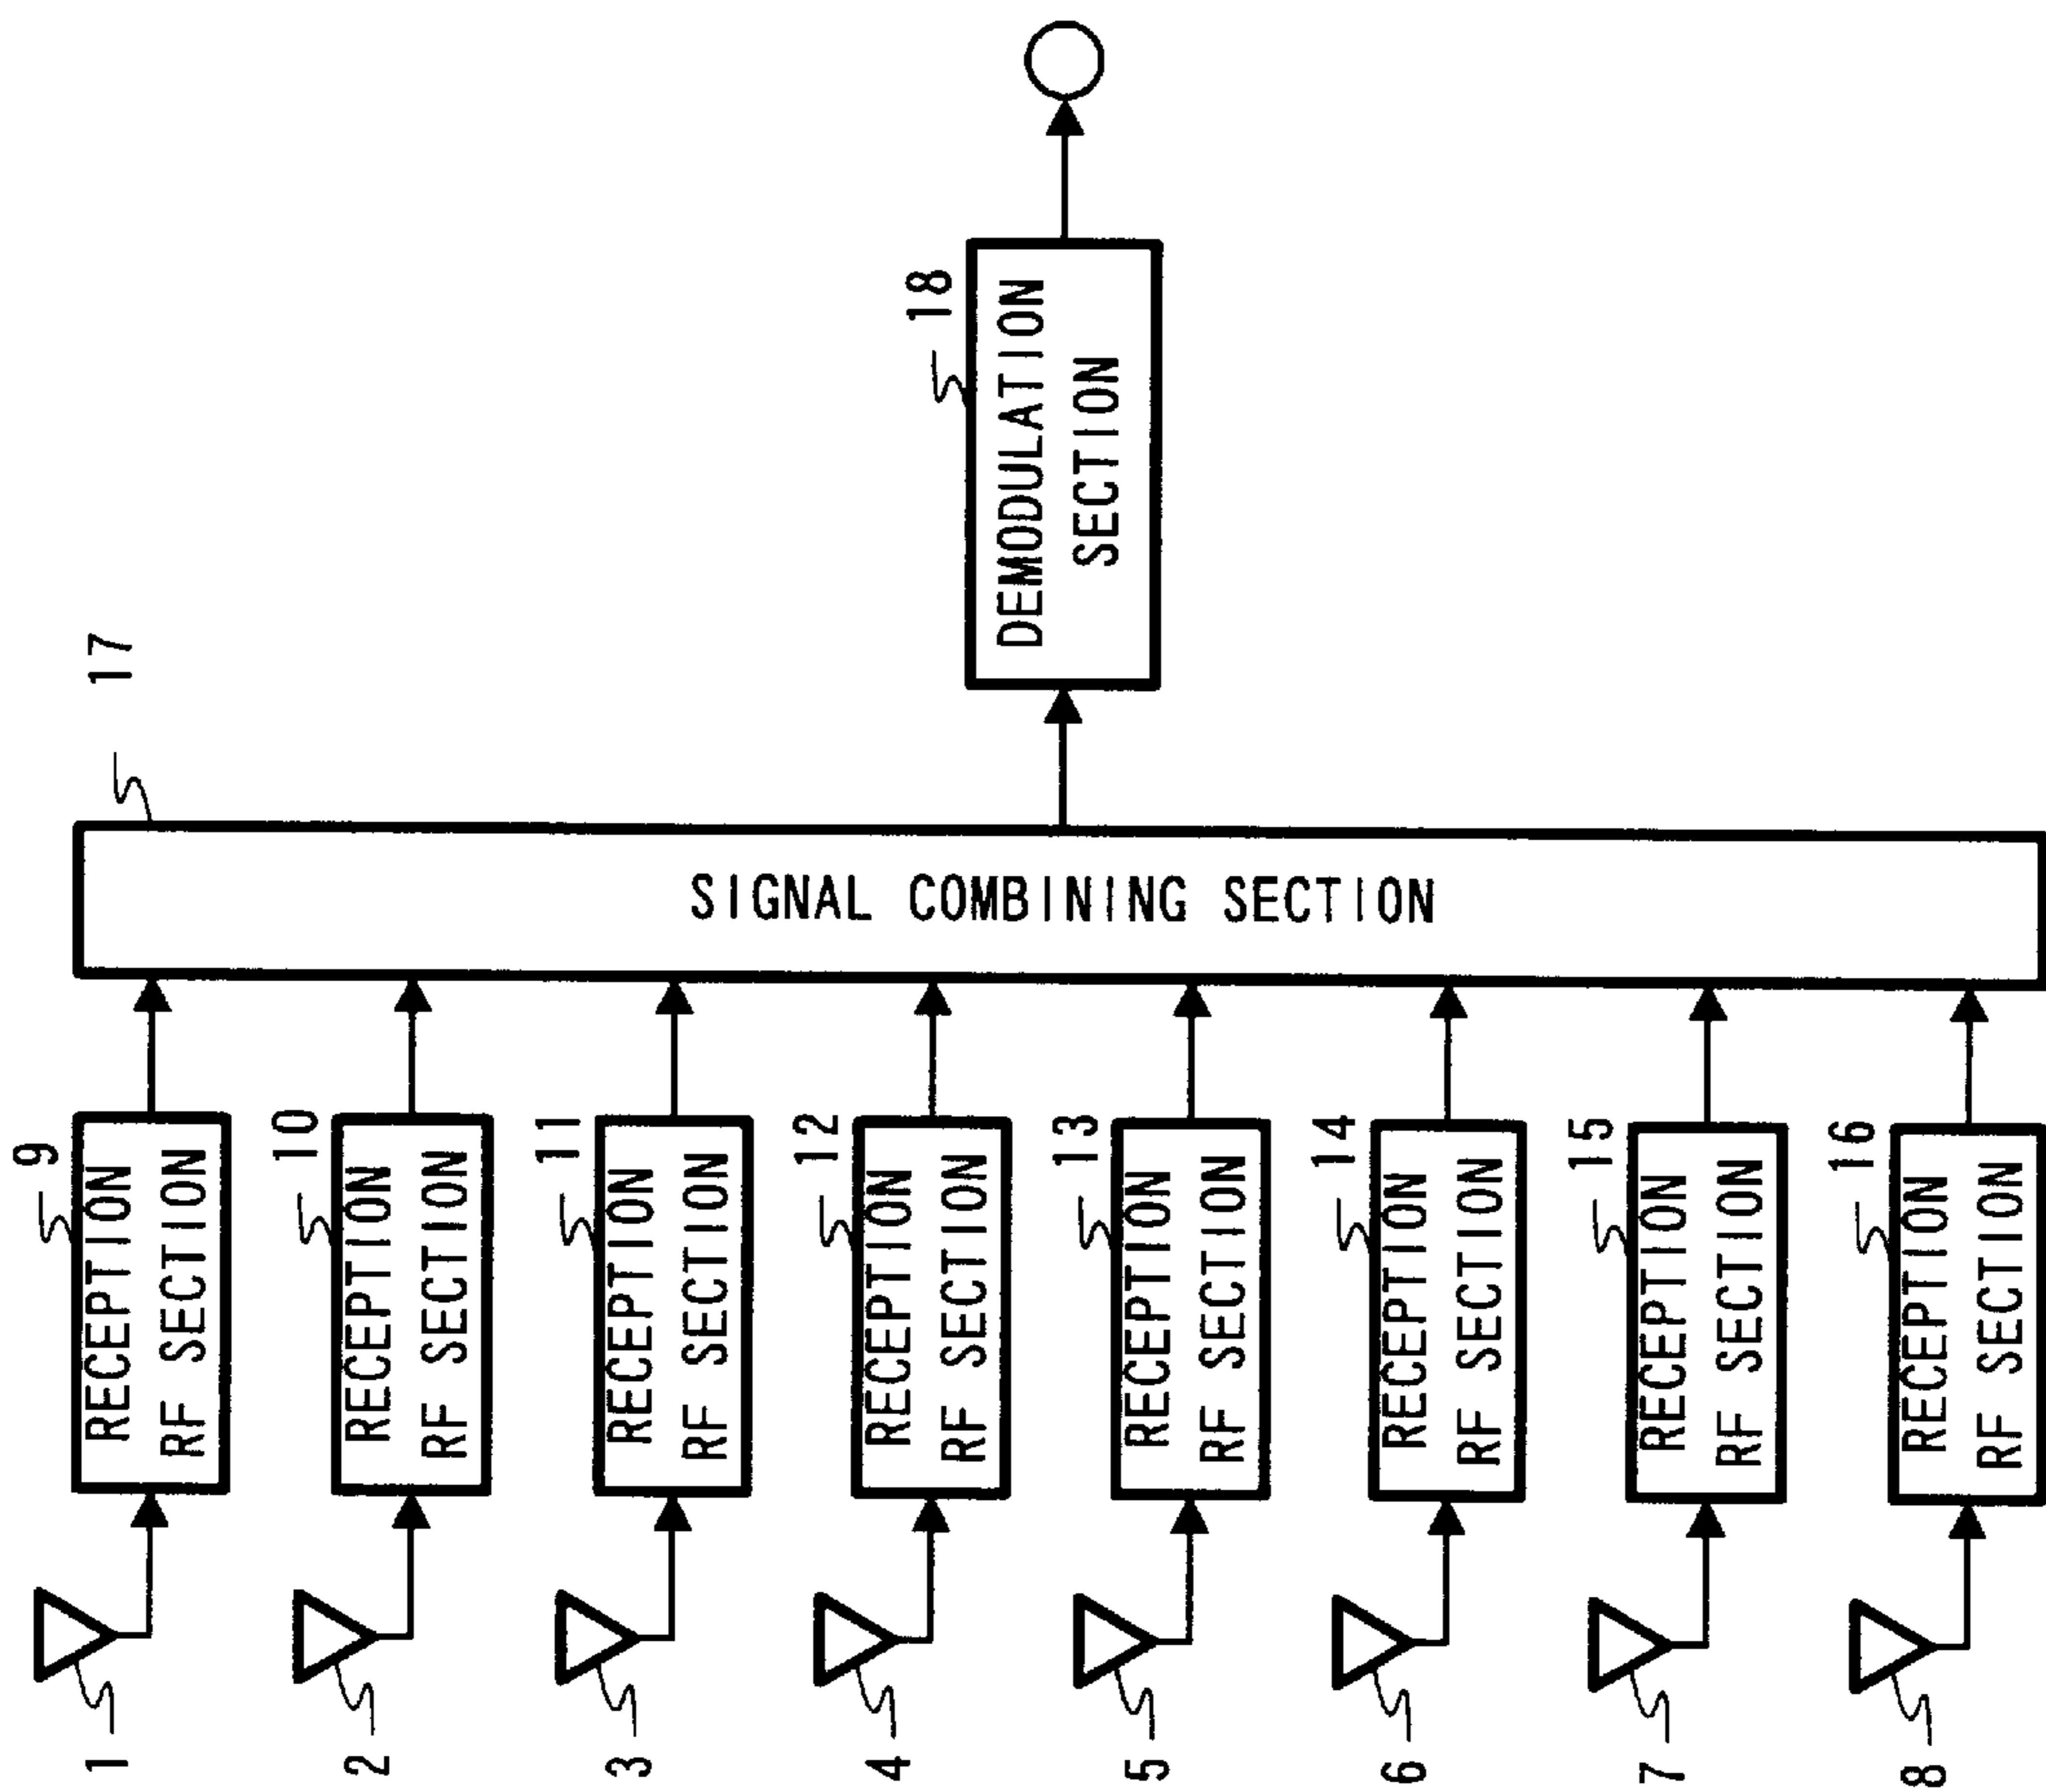 1
2
3
4
5
6
7
8
9
RECEPTION
RF SECTION
10
RECEPTION
RF SECTION
11
RECEPTION
RF SECTION
12
RECEPTION
RF SECTION
13
RECEPTION
RF SECTION
14
RECEPTION
RF SECTION
15
RECEPTION
RF SECTION
16
RECEPTION
RF SECTION
17
SIGNAL COMBINING SECTION
18
DEMODULATION
SECTION